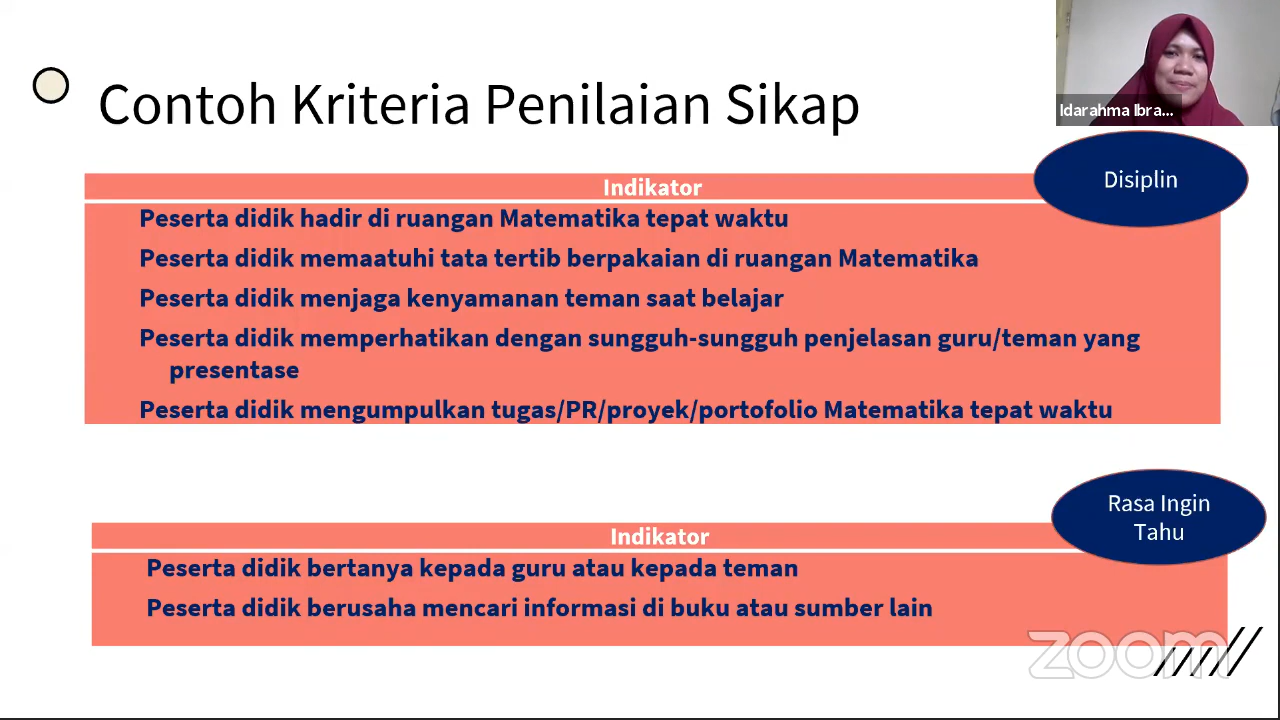 Contoh Kriteria Penilaian Sikap
Idarahma Ibra...
Indikator
Disiplin
Peserta didik hadir di ruangan Matematika tepat waktu
Peserta didik memaatuhi tata tertib berpakaian di ruangan Matematika
Peserta didik menjaga kenyamanan teman saat belajar
Peserta didik memperhatikan dengan sungguh-sungguh penjelasan guru/teman yang
presentase
Peserta didik mengumpulkan tugas/PR/proyek/portofolio Matematika tepat waktu
Rasa Ingin
Tahu
Indikator
Peserta didik bertanya kepada guru atau kepada teman
Peserta didik berusaha mencari informasi di buku atau sumber lain
zoom